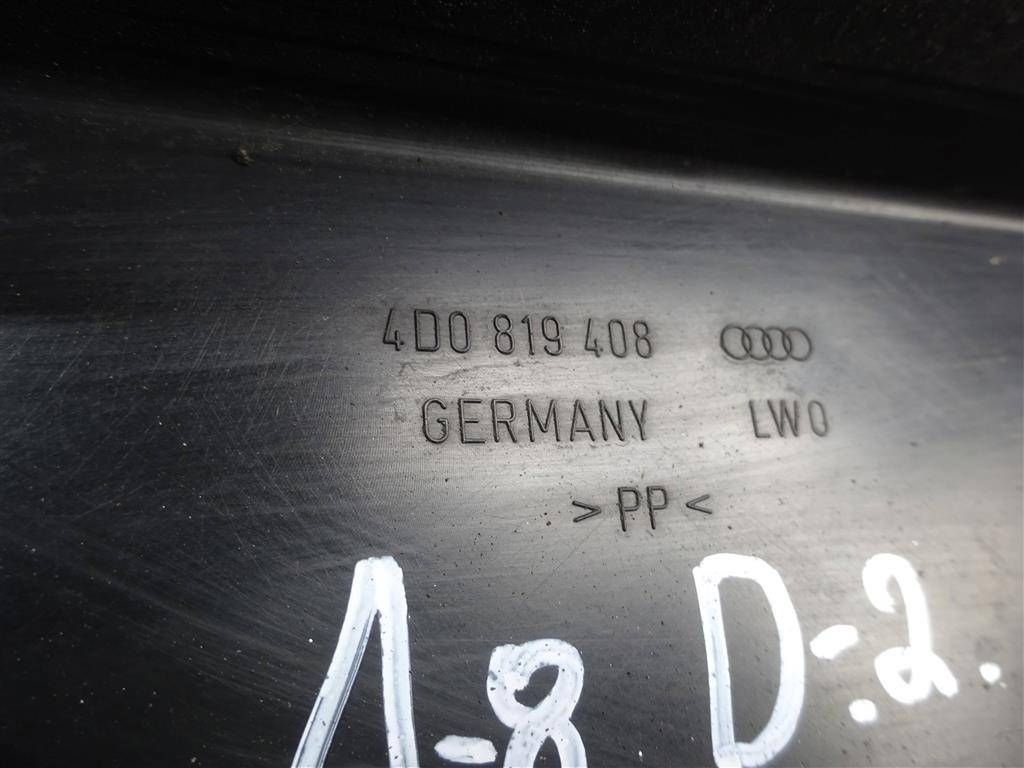 4D0 819 408
GERMANY LWO
>PP<
A-8 D-2.